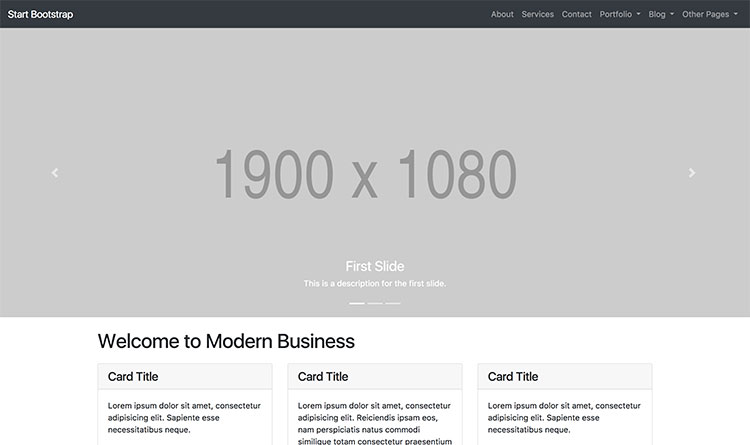 Start Bootstrap
About Services Contact Portfolio Blog Other Pages
1900 x 1080
First Slide
This is a description for the first slide.
Welcome to Modern Business
Card Title
Lorem ipsum dolor sit amet, consectetur
adipisicing elit. Sapiente esse
necessitatibus neque.
Card Title
Lorem ipsum dolor sit amet, consectetur
adipisicing elit. Reiciendis ipsam eos,
nam perspiciatis natus commodi
similique totam consectetur praesentium
Card Title
Lorem ipsum dolor sit amet, consectetur
adipisicing elit. Sapiente esse
necessitatibus neque.